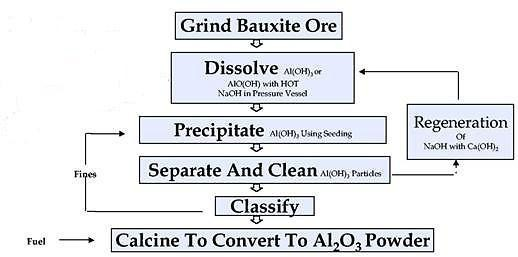 Grind Bauxite Ore
Dissolve Al(OH)₃ or
AlO(OH) with HOT
NaOH in Pressure Vessel
Precipitate Al(OH)₃ Using Seeding
Regeneration
Of
NaOH with Ca(OH)₂
Separate And Clean Al(OH)₃ Particles
Fines
Classify
Fuel
Calcine To Convert To Al₂O₃ Powder